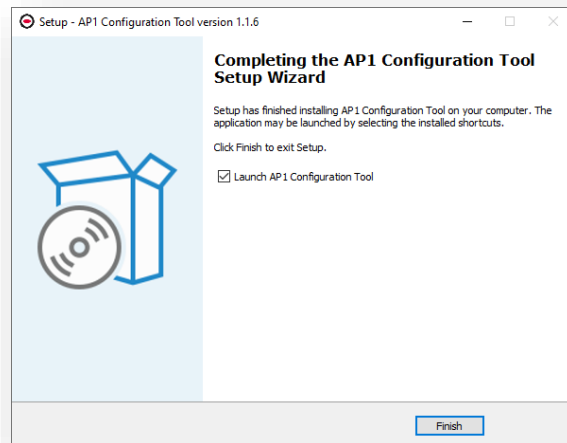 Setup - AP1 Configuration Tool version 1.1.6
Completing the AP1 Configuration Tool
Setup Wizard
Setup has finished installing AP1 Configuration Tool on your computer. The
application may be launched by selecting the installed shortcuts.
Click Finish to exit Setup.
Launch AP1 Configuration Tool
Finish